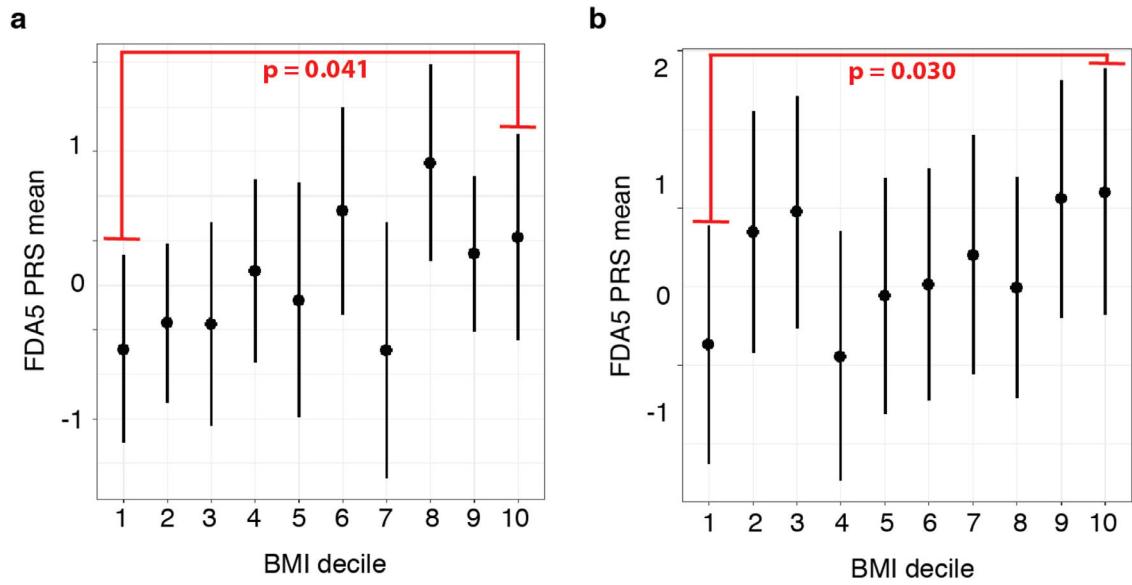 a
p = 0.041
FDA5 PRS mean
1
0
-1
1 2 3 4 5 6 7 8 9 10
BMI decile
b
p = 0.030
FDA5 PRS mean
2
1
0
-1
1 2 3 4 5 6 7 8 9 10
BMI decile